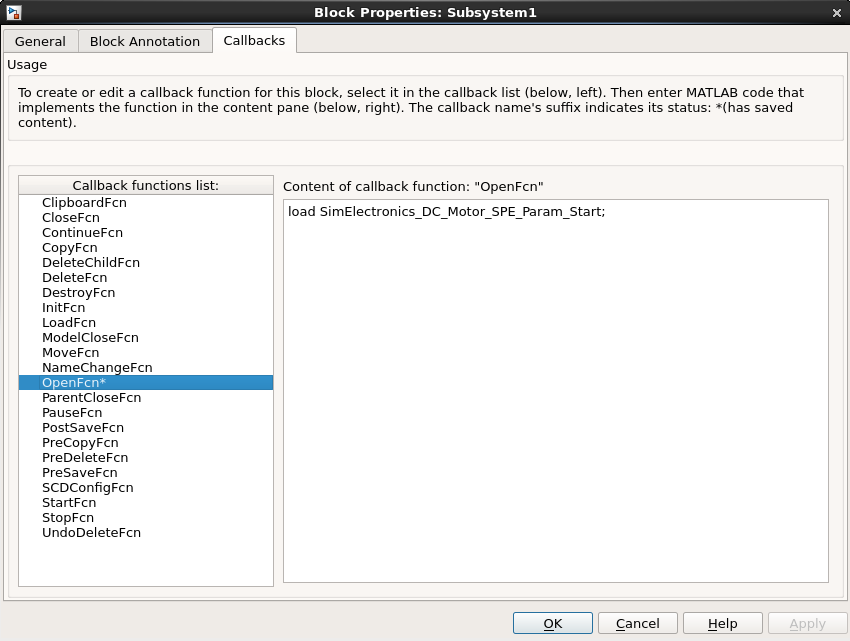 Block Properties: Subsystem1
General
Block Annotation
Callbacks
Usage
To create or edit a callback function for this block, select it in the callback list (below, left). Then enter MATLAB code that
implements the function in the content pane (below, right). The callback name's suffix indicates its status: *(has saved
content).
Callback functions list:
ClipboardFcn
CloseFcn
ContinueFcn
CopyFcn
DeleteChildFcn
DeleteFcn
DestroyFcn
InitFcn
LoadFcn
ModelCloseFcn
MoveFcn
NameChangeFcn
OpenFcn*
ParentCloseFcn
PauseFcn
PostSaveFcn
PreCopyFcn
PreDeleteFcn
PreSaveFcn
SCDConfigFcn
StartFcn
StopFcn
UndoDeleteFcn
Content of callback function: "OpenFcn"
load SimElectronics_DC_Motor_SPE_Param_Start;
OK
Cancel
Help
Apply